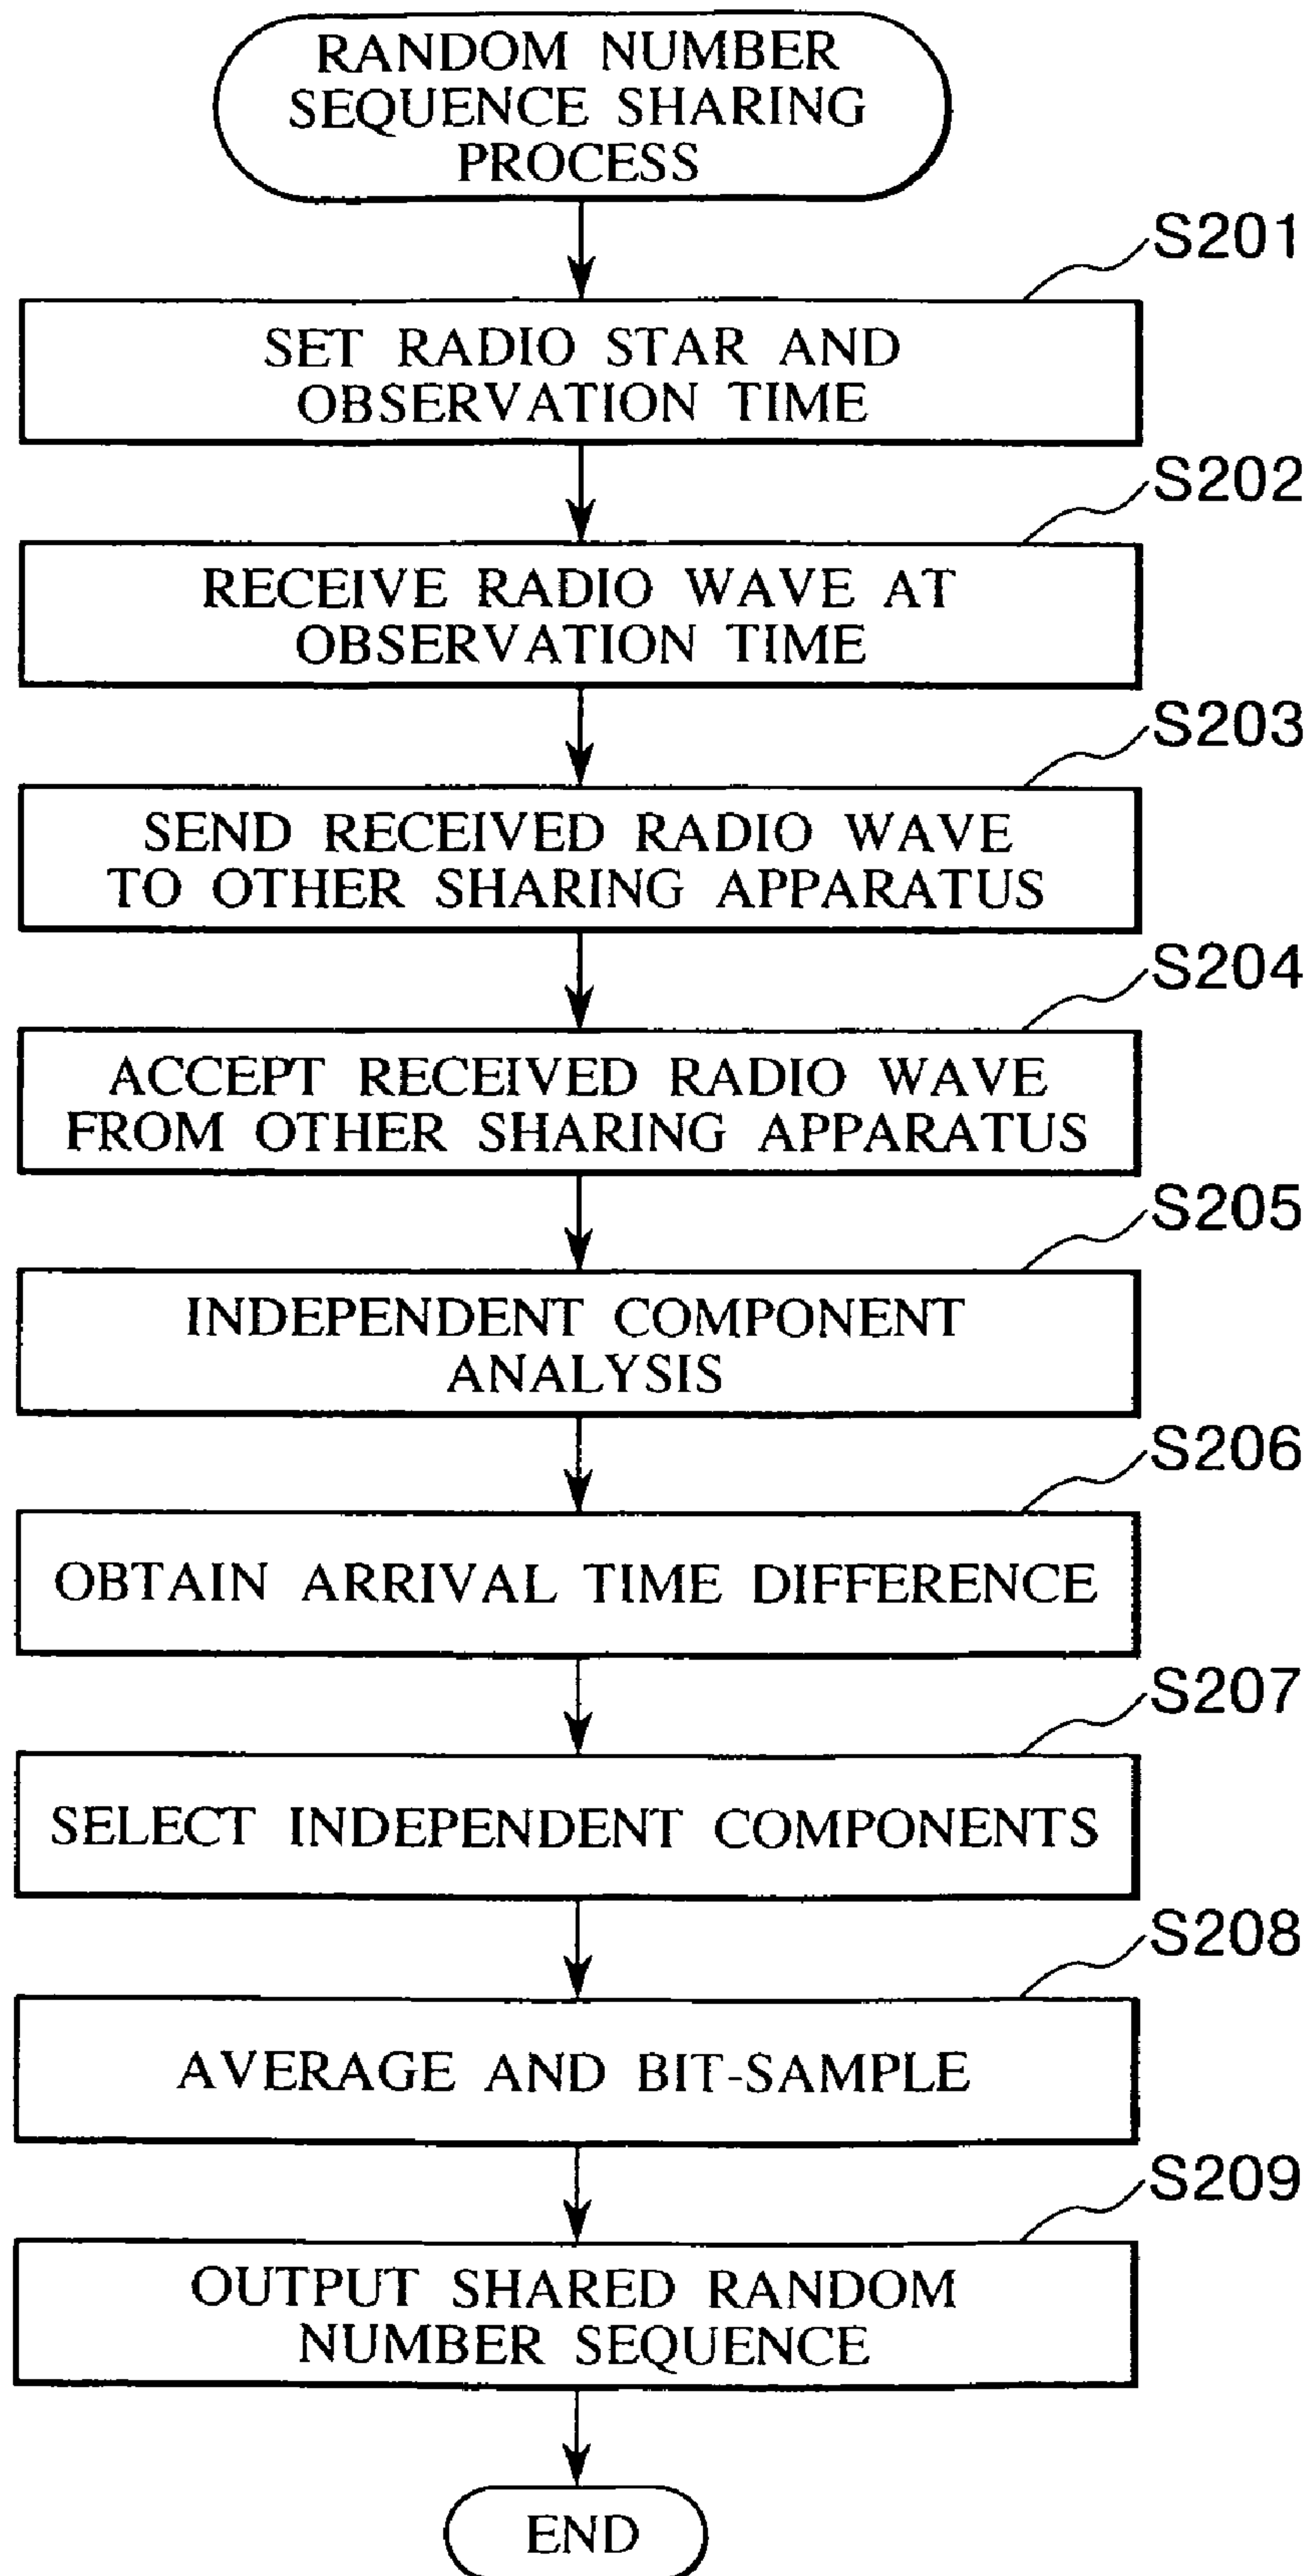 RANDOM NUMBER
SEQUENCE SHARING
PROCESS
S201
SET RADIO STAR AND
OBSERVATION TIME
S202
RECEIVE RADIO WAVE AT
OBSERVATION TIME
S203
SEND RECEIVED RADIO WAVE
TO OTHER SHARING APPARATUS
S204
ACCEPT RECEIVED RADIO WAVE
FROM OTHER SHARING APPARATUS
S205
INDEPENDENT COMPONENT
ANALYSIS
S206
OBTAIN ARRIVAL TIME DIFFERENCE
S207
SELECT INDEPENDENT COMPONENTS
S208
AVERAGE AND BIT-SAMPLE
S209
OUTPUT SHARED RANDOM
NUMBER SEQUENCE
END